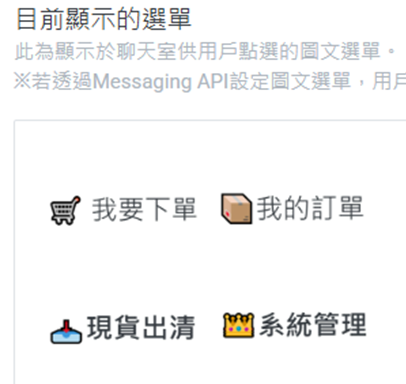 目前顯示的選單
此為顯示於聊天室供用戶點選的圖文選單。
※若透過Messaging API設定圖文選單，用戶
我要下單 我的訂單
現貨出清 系統管理